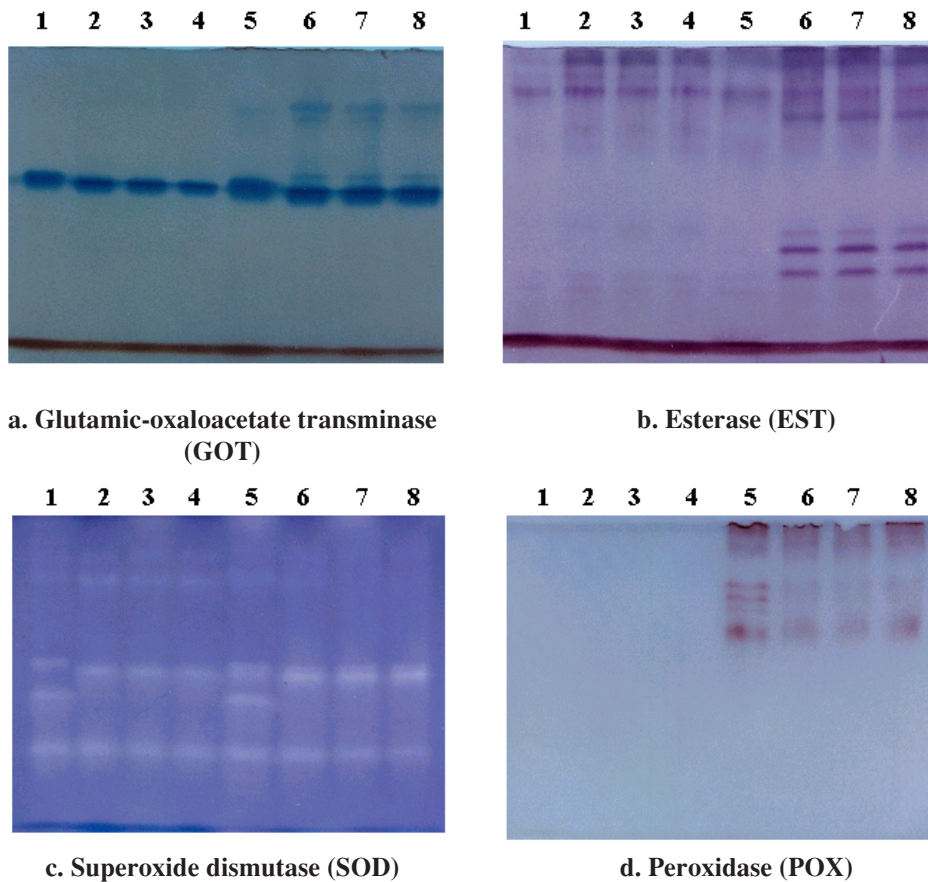 1 2 3 4 5 6 7 8
1 2 3 4 5 6 7 8
a. Glutamic-oxaloacetate transminase
(GOT)
b. Esterase (EST)
1 2 3 4 5 6 7 8
1 2 3 4 5 6 7 8
c. Superoxide dismutase (SOD)
d. Peroxidase (POX)